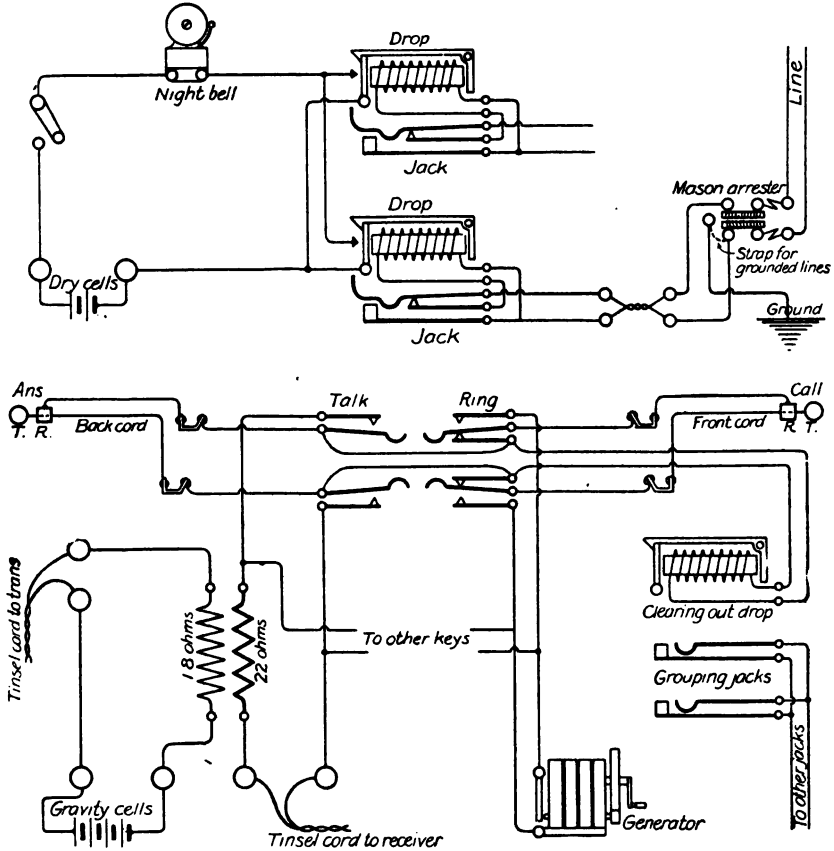 Drop
Night bell
Line
Jack
Mason arrester
Drop
Strap for
grounded lines
Dry cells
Ground
Jack
Ans
Talk
Ring
Call
T. R.
Back cord
Front cord
R. T.
Tinsel cord to trans
18 ohms
22 ohms
Clearing out drop
To other keys
Grouping jacks
To other jacks
Gravity cells
Generator
Tinsel cord to receiver